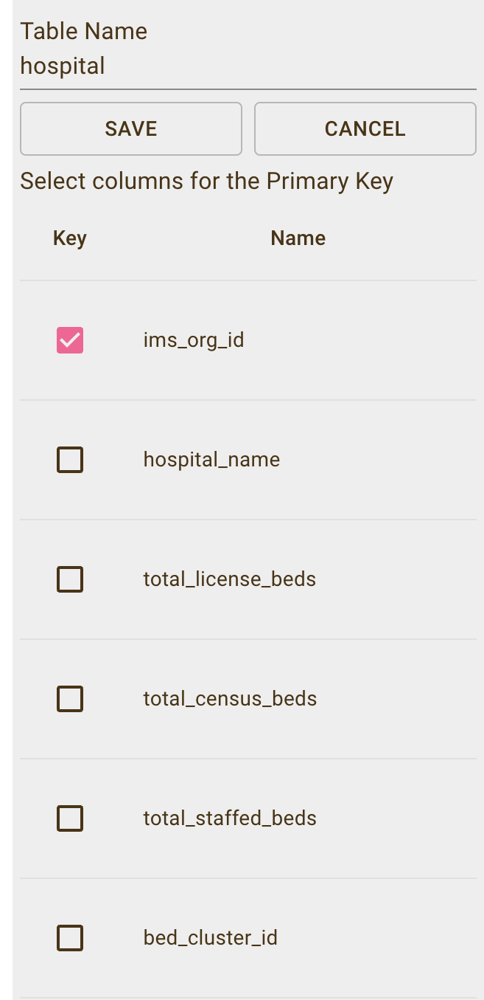 Table Name
hospital
SAVE CANCEL
Select columns for the Primary Key
Key Name
ims_org_id
hospital_name
total_license_beds
total_census_beds
total_staffed_beds
bed_cluster_id